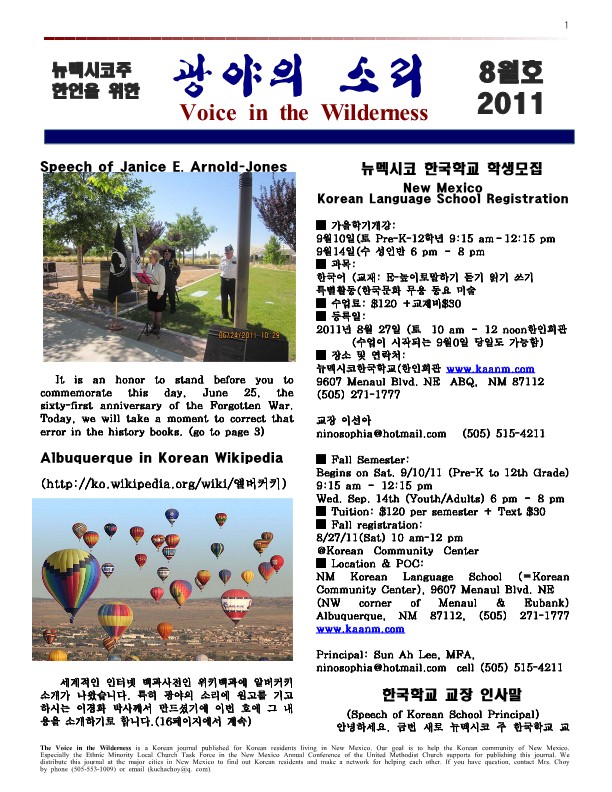 1
뉴멕시코주
한인을 위한
광야의 소리
Voice in the Wilderness
8월호
2011
Speech of Janice E. Arnold-Jones
06/24/2011 10:29
It is an honor to stand before you to
commemorate this day, June 25, the
sixty-first anniversary of the Forgotten War.
Today, we will take a moment to correct that
error in the history books. (go to page 3)
Albuquerque in Korean Wikipedia
(http://ko.wikipedia.org/wiki/앨버커키)
세계적인 인터넷 백과사전인 위키백과에 앨버커키
소개가 나왔습니다. 특히 광야의 소리에 원고를 기고
하시는 이경화 박사께서 만드셨기에 이번 호에 그 내
용을 소개하기로 합니다.(16페이지에서 계속)
뉴멕시코 한국학교 학생모집
New Mexico
Korean Language School Registration
■ 가을학기개강:
9월10일(토 Pre-K-12학년 9:15 am-12:15 pm
9월14일(수 성인반 6 pm - 8 pm
■ 과목:
한국어 (교재: E-높이토탈하기 듣기 읽기 쓰기
특별활동(한국문화 무용 동요 미술
■ 수업료: $120 +교재비$30
■ 등록일:
2011년 8월 27일 (토 10 am - 12 noon한인회관
(수업이 시작되는 9월0일 당일도 가능함)
■ 장소 및 연락처:
뉴멕시코한국학교(한인회관 www.kaanm.com
9607 Menaul Blvd. NE ABQ, NM 87112
(505) 271-1777
교장 이선아
ninosophia@hotmail.com (505) 515-4211
■ Fall Semester:
Begins on Sat. 9/10/11 (Pre-K to 12th Grade)
9:15 am - 12:15 pm
Wed. Sep. 14th (Youth/Adults) 6 pm - 8 pm
■ Tuition: $120 per semester + Text $30
■ Fall registration:
8/27/11(Sat) 10 am-12 pm
@Korean Community Center
■ Location & POC:
NM Korean Language School (=Korean
Community Center), 9607 Menaul Blvd. NE
(NW corner of Menaul & Eubank)
Albuquerque, NM 87112, (505) 271-1777
www.kaanm.com
Principal: Sun Ah Lee, MFA,
ninosophia@hotmail.com cell (505) 515-4211
한국학교 교장 인사말
(Speech of Korean School Principal)
안녕하세요. 금번 새로 뉴멕시 주 한국학교 교
The Voice in the Wilderness is a Korean journal published for Korean residents living in New Mexico. Our goal is to help the Korean community of New Mexico.
Especially the Ethnic Minority Local Church Task Force in the New Mexico Annual Conference of the United Methodist Church supports for publishing this journal. We
distribute this journal at the major cities in New Mexico to find out Korean residents and make a network for helping each other. If you have question, contact Mrs. Choy
by phone (505-553-1009) or email (kuchachoy@q. com).